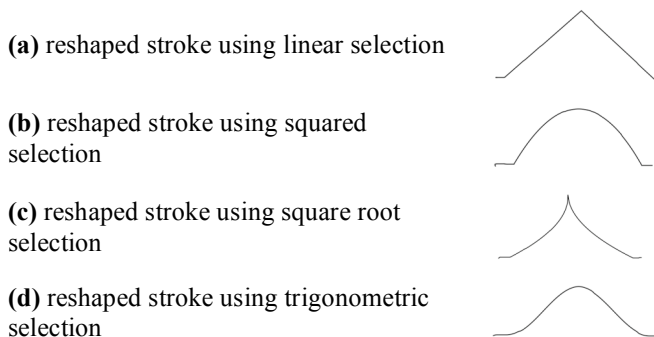 (a) reshaped stroke using linear selection
(b) reshaped stroke using squared
selection
(c) reshaped stroke using square root
selection
(d) reshaped stroke using trigonometric
selection